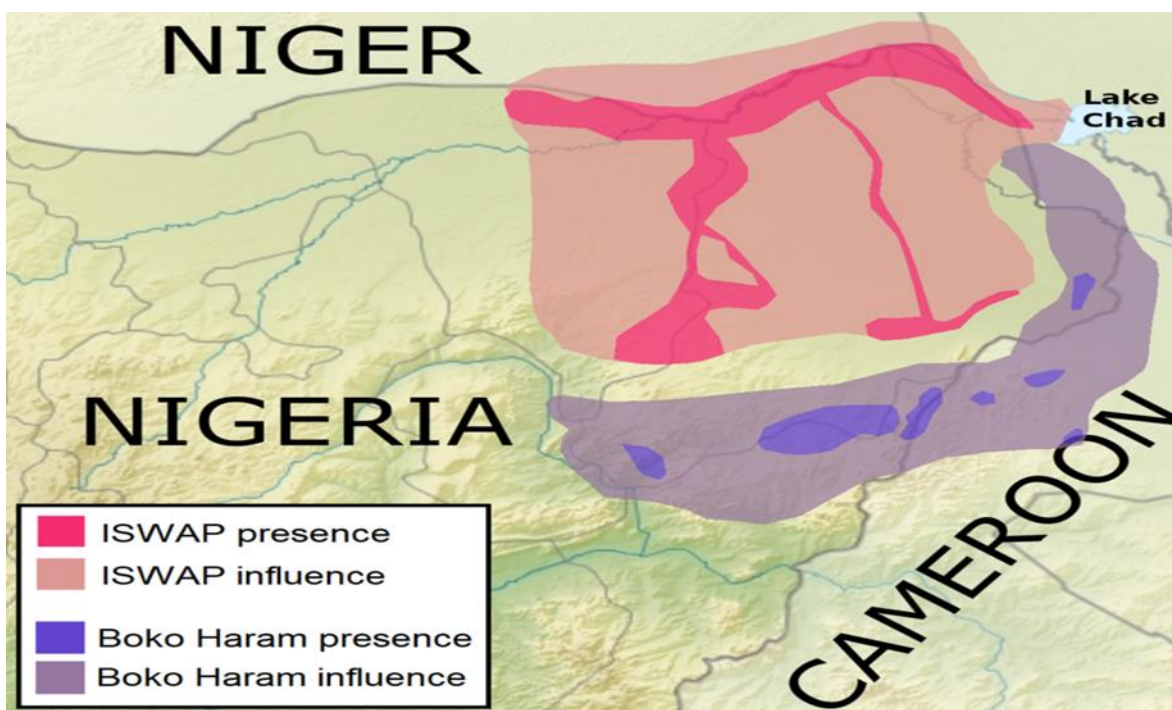 NIGER
Lake
Chad
NIGERIA
CAMEROON
ISWAP presence
ISWAP influence
Boko Haram presence
Boko Haram influence